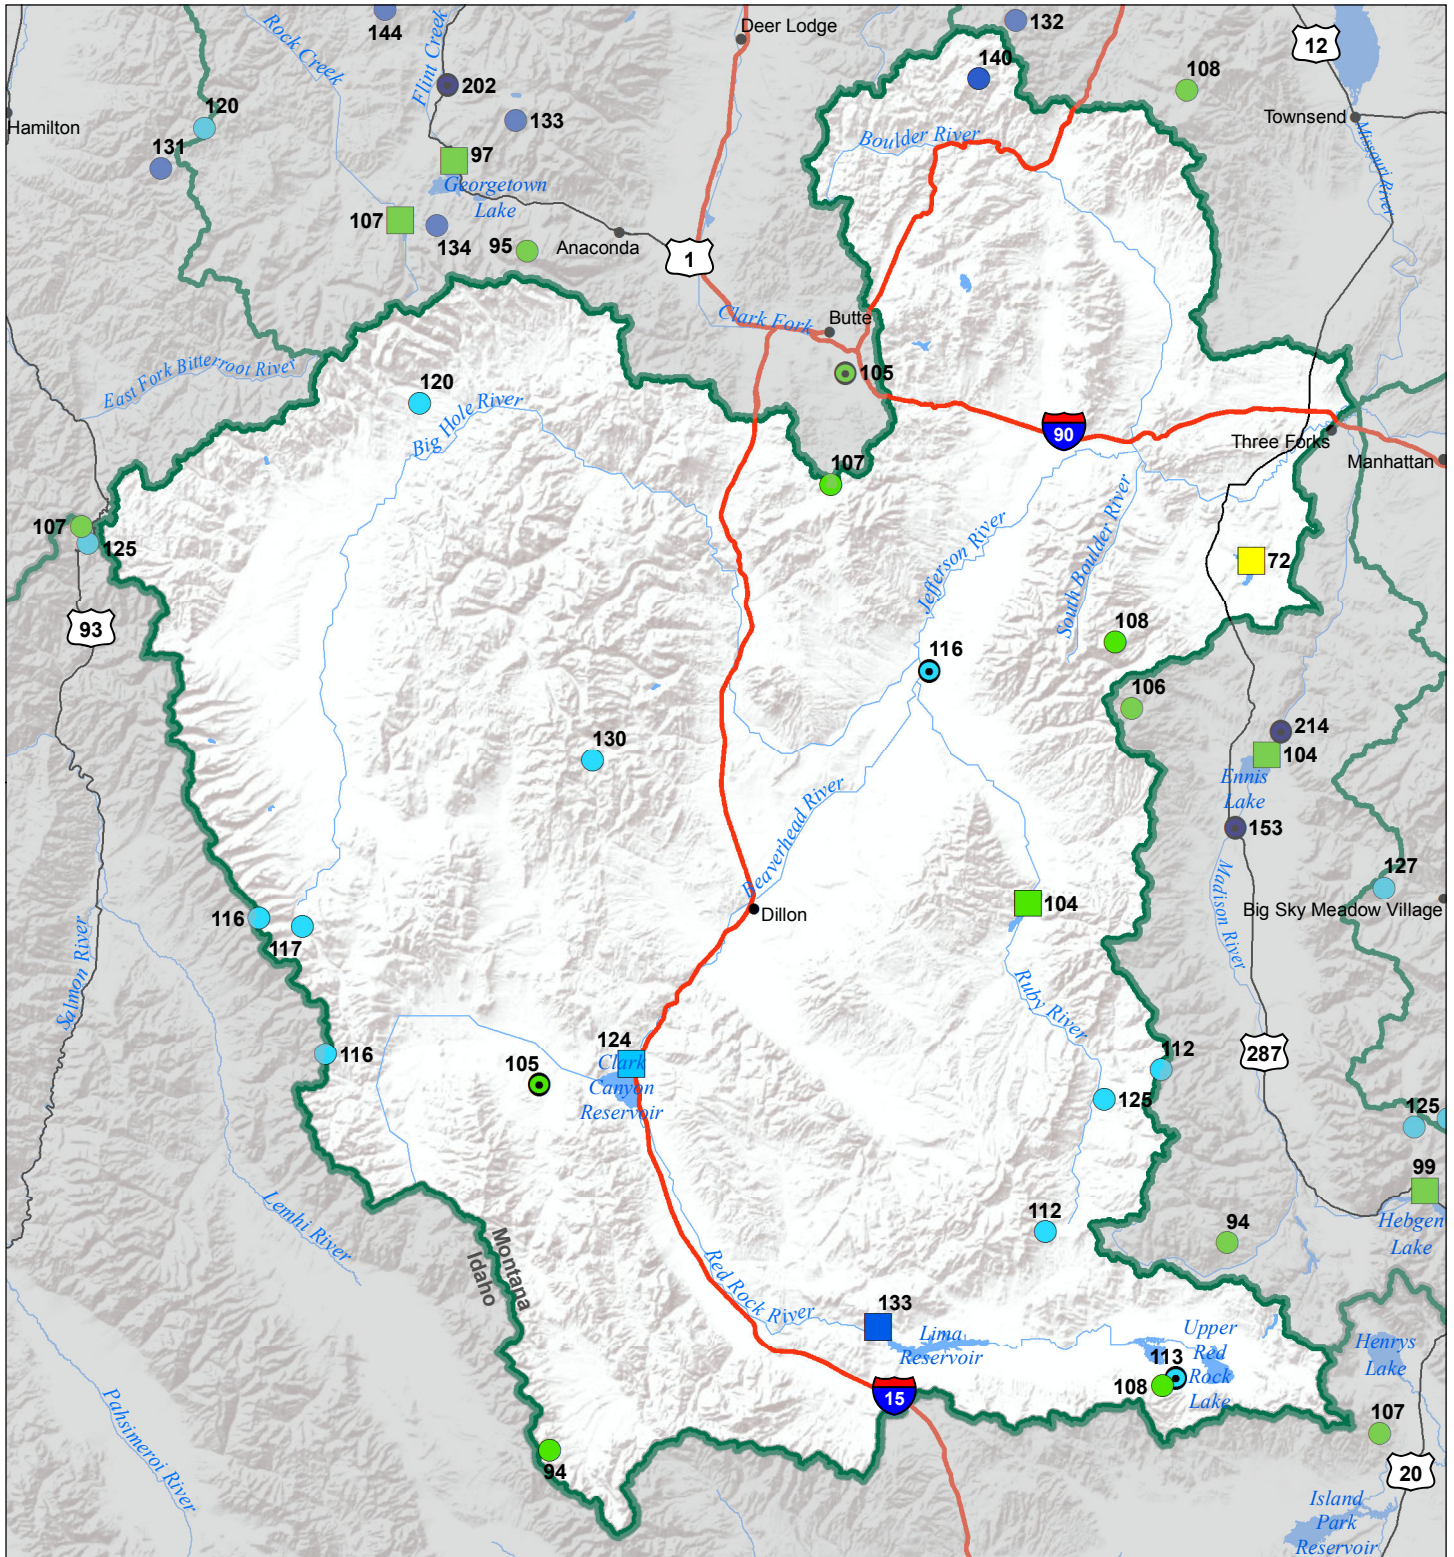 144
Rock Creek
Flint Creek
Deer Lodge
132
12
140
108
202
120
133
Hamilton
Townsend
131
Boulder River
Missouri River
97
Georgetown
Lake
107
134
95
Anaconda
1
Clark Fork
Butte
East Fork Bitterroot River
105
120
Big Hole River
90
Three Forks
Manhattan
107
107
125
Jefferson River
South Boulder River
72
93
108
116
106
214
104
Ennis
Lake
130
153
Beaverhead River
127
Madison River
Big Sky Meadow Village
104
Dillon
116
117
Salmon River
Ruby River
124
Clark
Canyon
Reservoir
105
116
112
287
125
125
99
Hebgen
Lake
112
94
Lemhi River
Montana
Idaho
Red Rock River
133
Lima
Reservoir
Upper
Red
Rock
Lake
113
108
Henrys
Lake
15
Pahsimeroi River
107
94
20
Island
Park
Reservoir